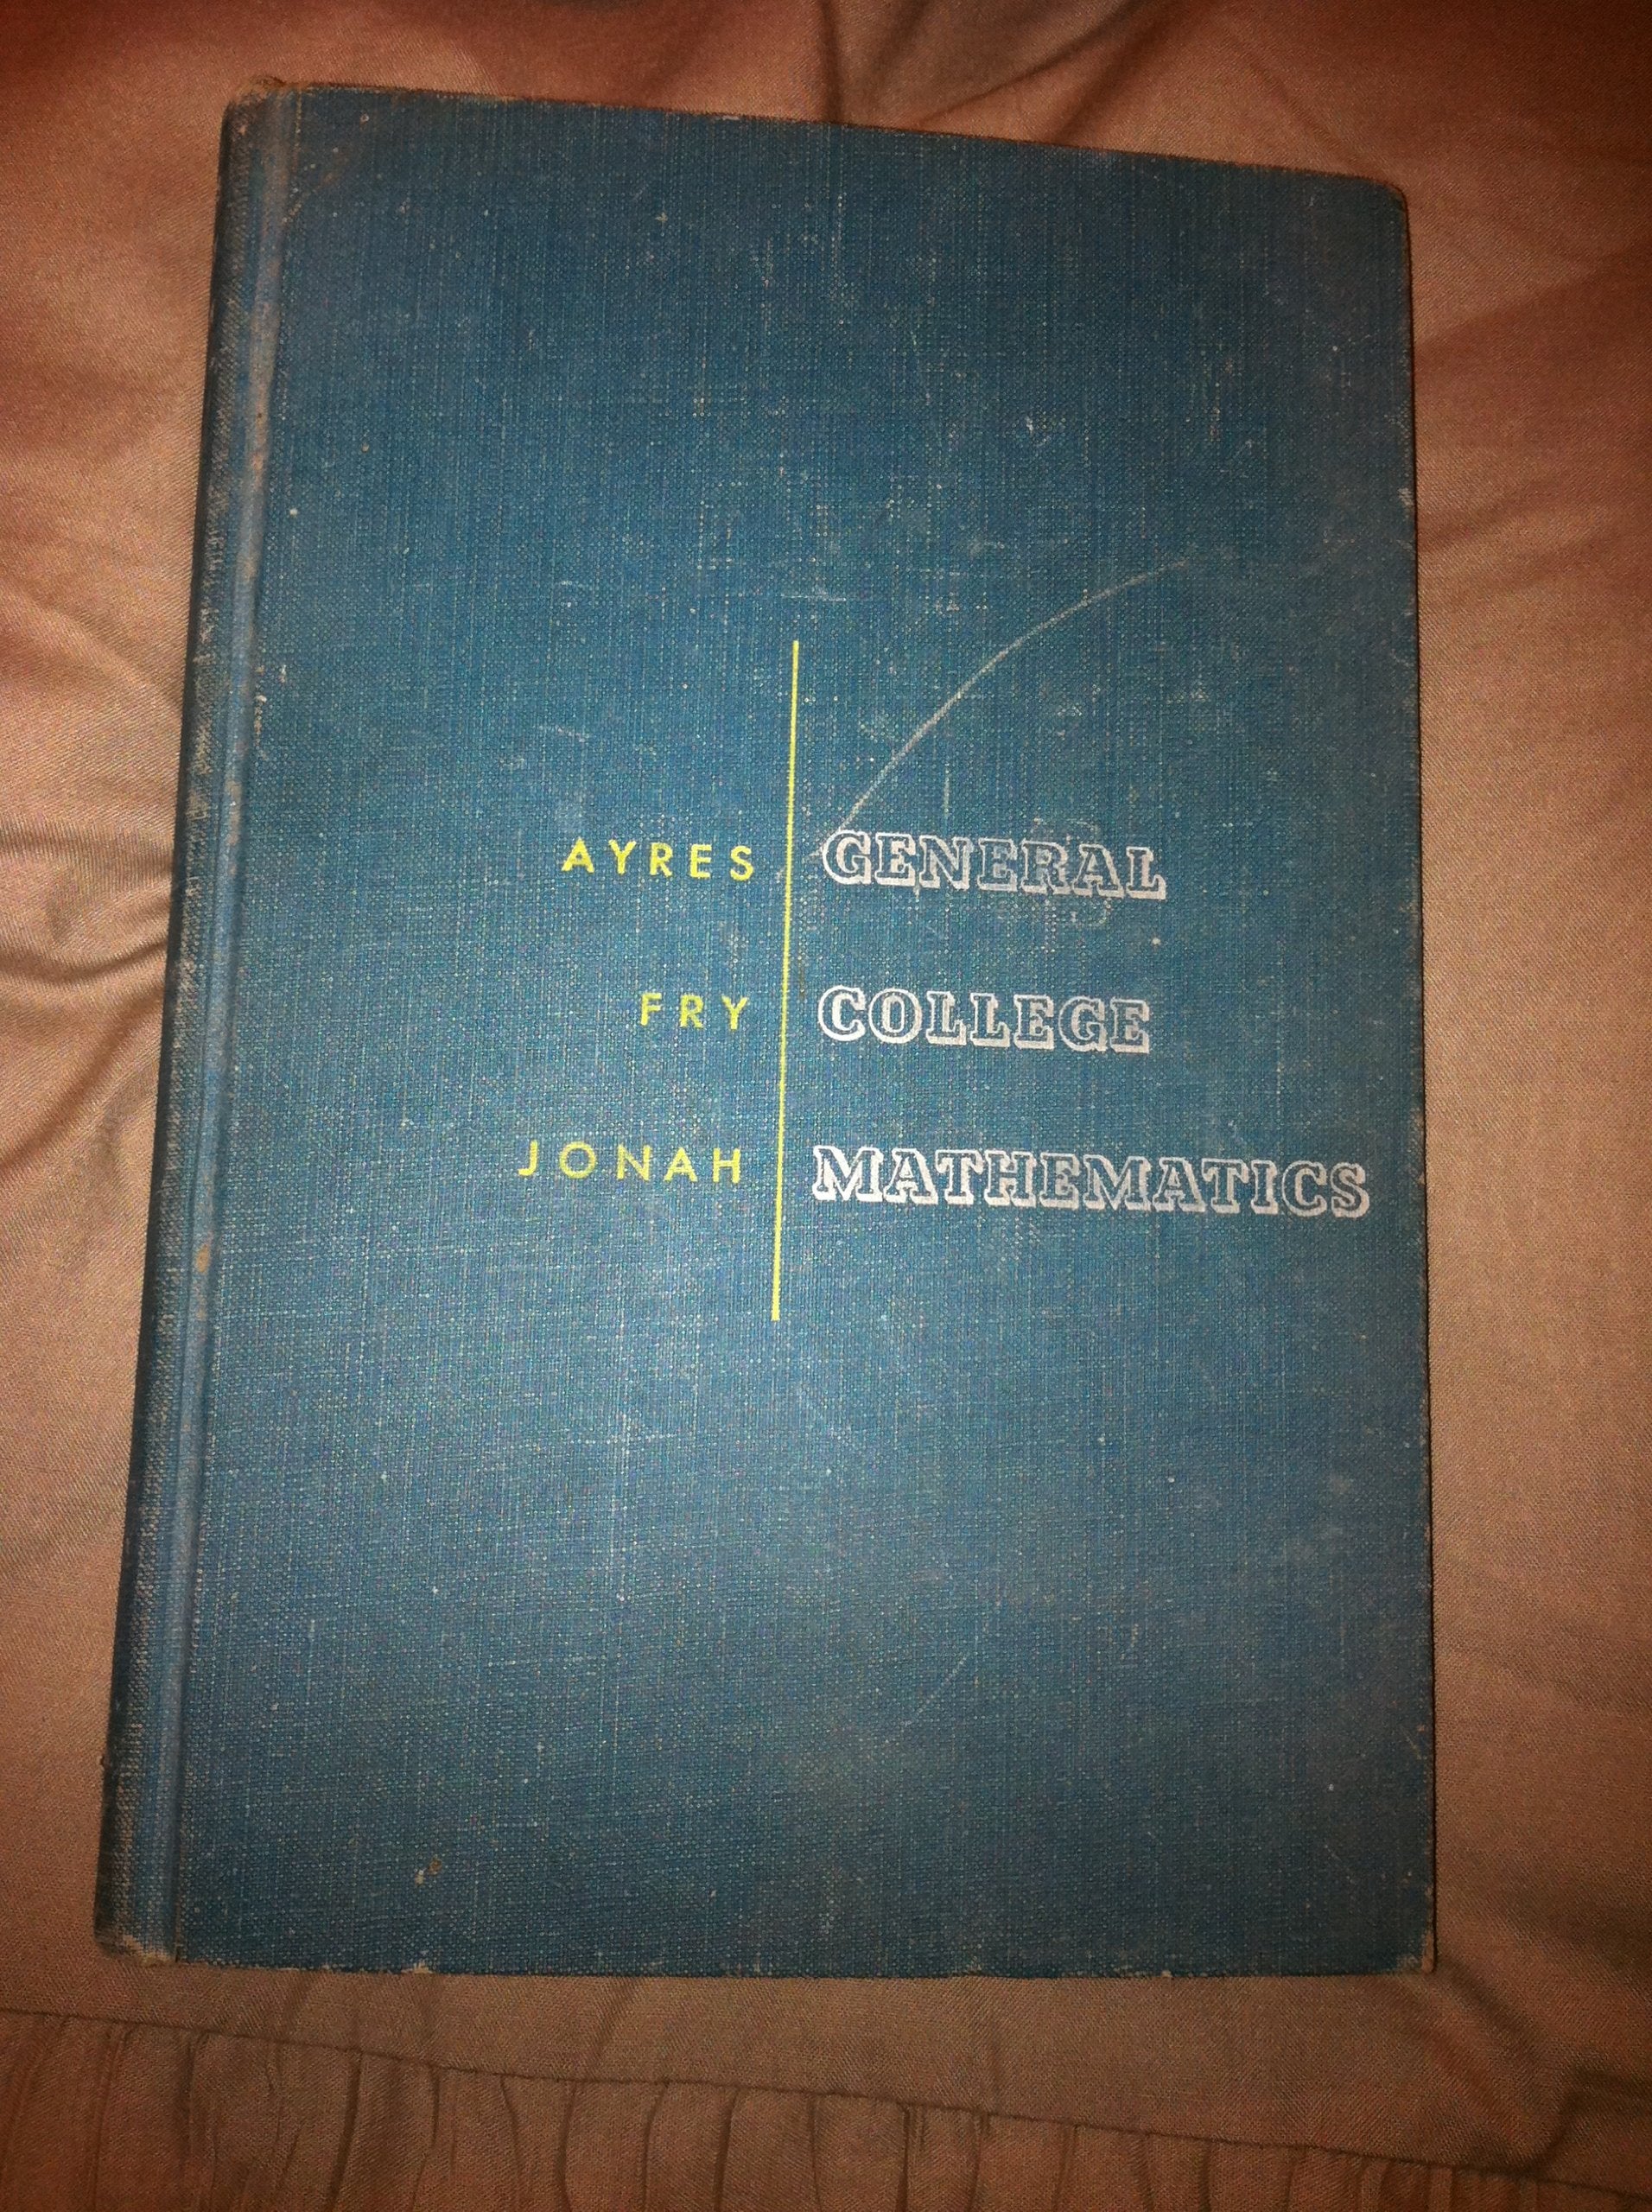 AYRES GENERAL
FRY COLLEGE
JONAH MATHEMATICS